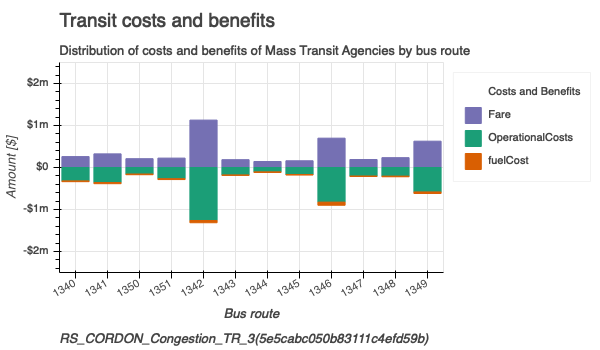 Transit costs and benefits
Distribution of costs and benefits of Mass Transit Agencies by bus route
$2m
$1m
$0
-$1m
-$2m
Amount [$]
1340
1341
1350
1351
1342
1343
1344
1345
1346
1347
1348
1349
Bus route
Costs and Benefits
Fare
OperationalCosts
fuelCost
RS_CORDON_Congestion_TR_3(5e5cabc050b83111c4efd59b)